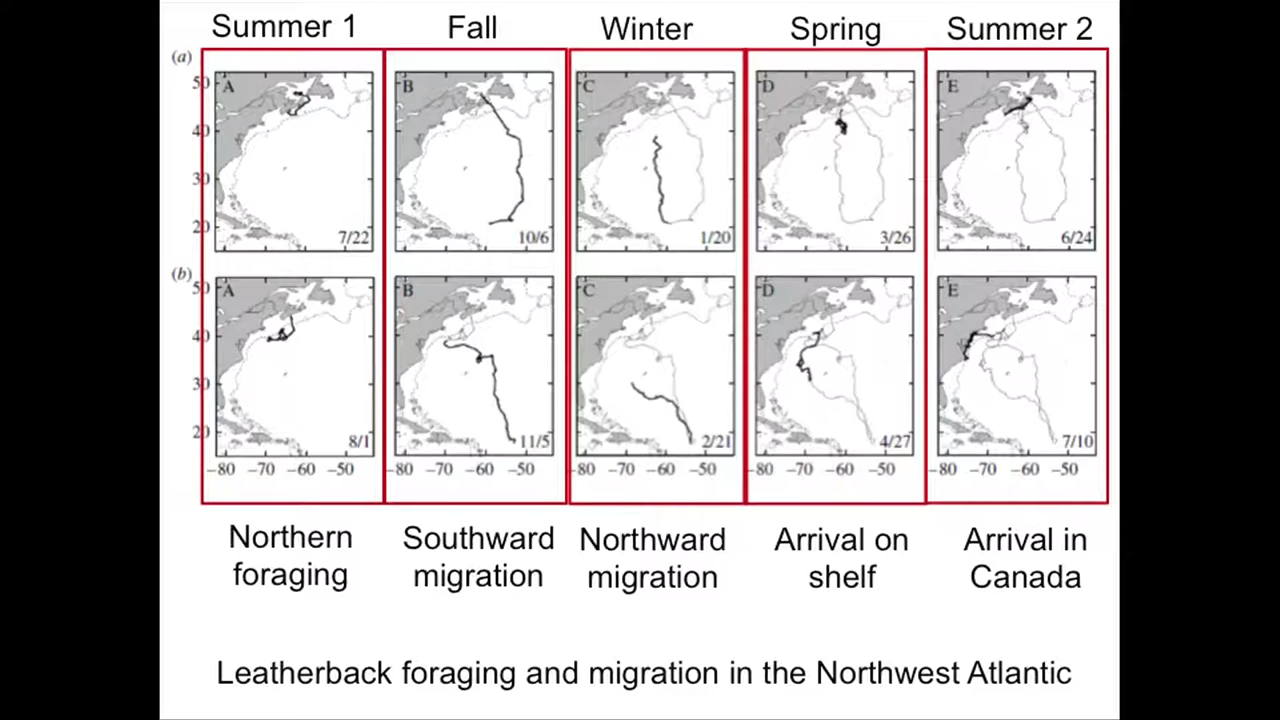 Summer 1 Fall Winter Spring Summer 2
(a)
A B C D E
50
40
30
20
7/22 10/6 1/20 3/26 6/24
(b)
A B C D E
50
40
30
20
8/1 11/5 2/21 4/27 7/10
−80 −70 −60 −50 −80 −70 −60 −50 −80 −70 −60 −50 −80 −70 −60 −50 −80 −70 −60 −50
Northern Southward Northward Arrival on Arrival in
foraging migration migration shelf Canada
Leatherback foraging and migration in the Northwest Atlantic